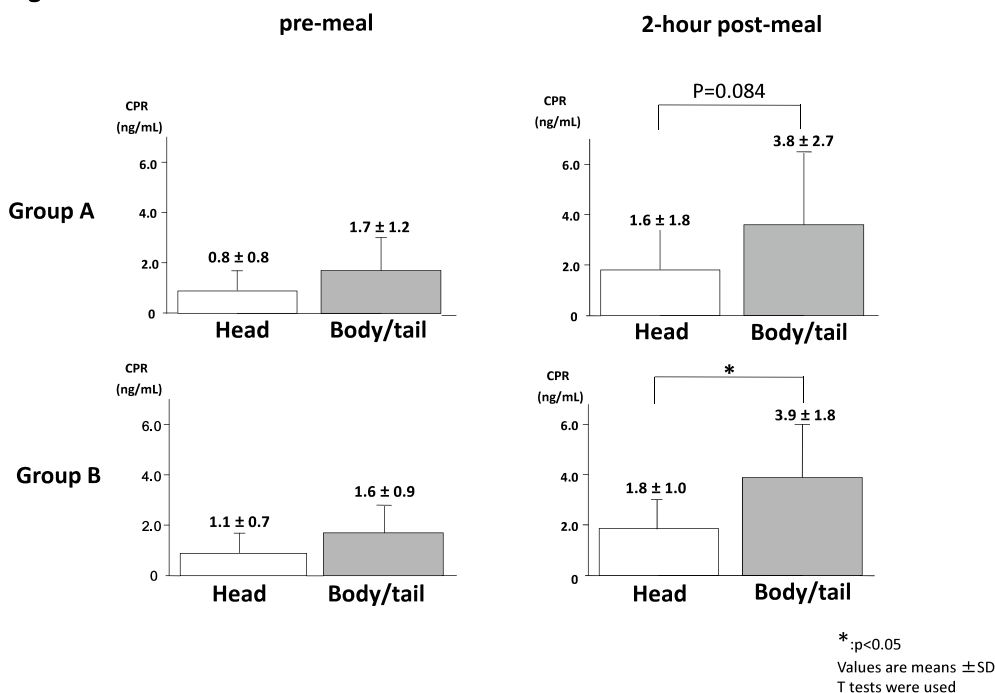 pre-meal
2-hour post-meal
Group A
CPR
(ng/mL)
6.0
4.0
2.0
0
0.8 ± 0.8
1.7 ± 1.2
Head
Body/tail
CPR
(ng/mL)
6.0
4.0
2.0
0
P=0.084
1.6 ± 1.8
3.8 ± 2.7
Head
Body/tail
Group B
CPR
(ng/mL)
6.0
4.0
2.0
0
1.1 ± 0.7
1.6 ± 0.9
Head
Body/tail
CPR
(ng/mL)
6.0
4.0
2.0
0
*
1.8 ± 1.0
3.9 ± 1.8
Head
Body/tail
*:p<0.05
Values are means ±SD
T tests were used